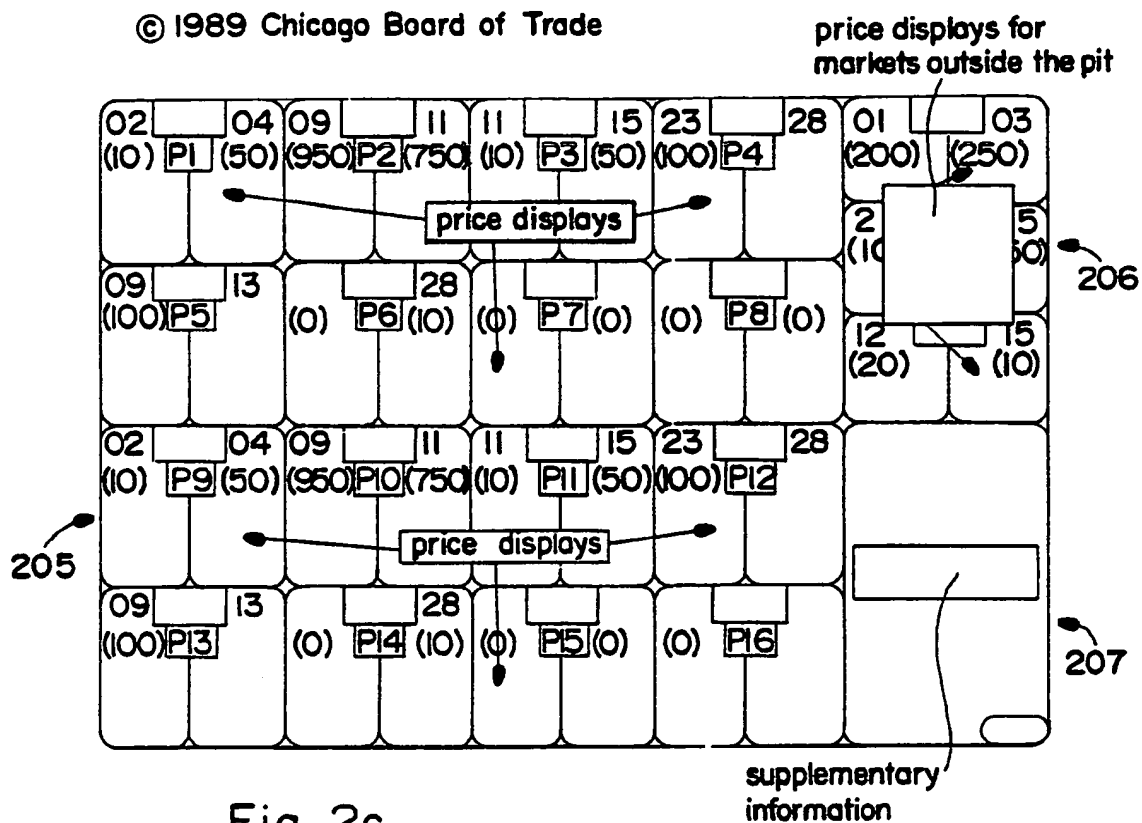 © 1989 Chicago Board of Trade
price displays for
markets outside the pit
02 04 09 11 11 15 23 28 01 03
(10) P1 (50) (950) P2 (750) (10) P3 (50) (100) P4 (200) (250)
price displays
2 5
206
09 13 28
(100) P5 (0) P6 (10) (0) P7 (0) (0) P8 (0)
12 15
(20) (10)
02 04 09 11 11 15 23 28
(10) P9 (50) (950) P10 (750) (10) P11 (50) (100) P12
205
price displays
09 13 28
(100) P13 (0) P14 (10) (0) P15 (0) (0) P16
207
supplementary
information